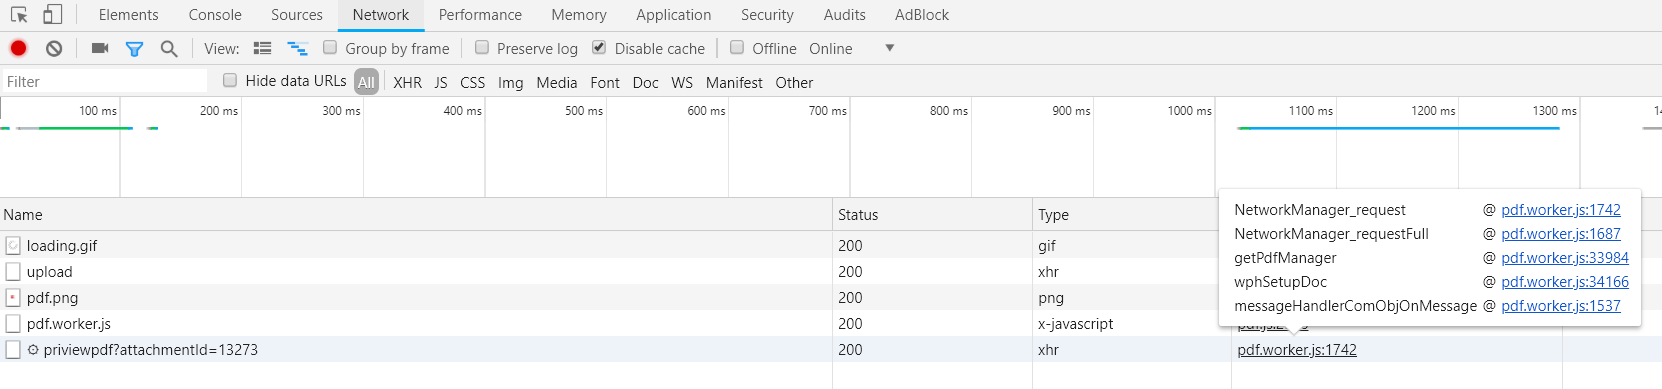 Elements Console Sources Network Performance Memory Application Security Audits AdBlock
View: Group by frame Preserve log Disable cache Offline Online
Filter Hide data URLs All XHR JS CSS Img Media Font Doc WS Manifest Other
100 ms 200 ms 300 ms 400 ms 500 ms 600 ms 700 ms 800 ms 900 ms 1000 ms 1100 ms 1200 ms 1300 ms
Name Status Type
NetworkManager_request @ pdf.worker.js:1742
NetworkManager_requestFull @ pdf.worker.js:1687
getPdfManager @ pdf.worker.js:33984
wphSetupDoc @ pdf.worker.js:34166
messageHandlerComObjOnMessage @ pdf.worker.js:1537
loading.gif 200 gif
upload 200 xhr
pdf.png 200 png
pdf.worker.js 200 x-javascript
priviewpdf?attachmentId=13273 200 xhr pdf.worker.js:1742